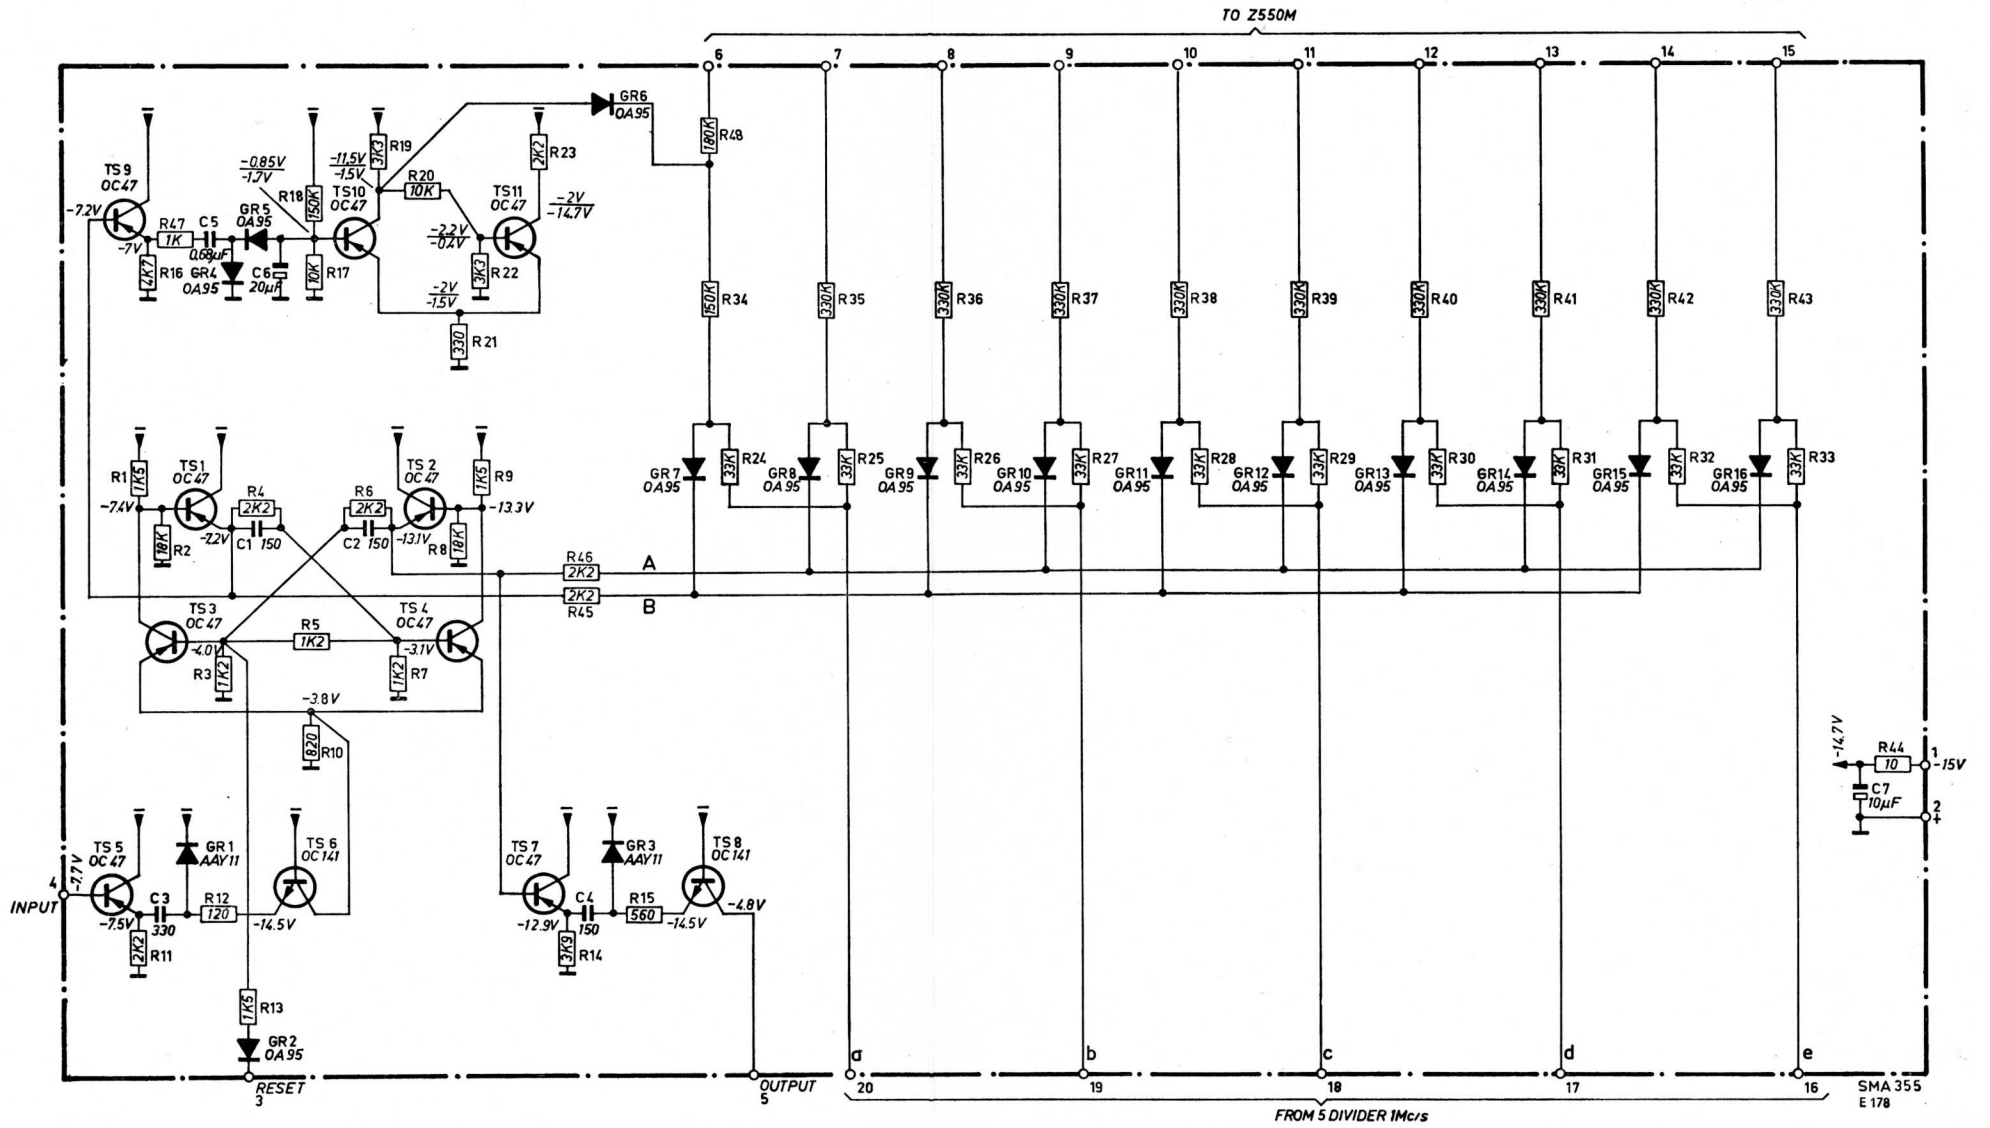 TO Z550M
6 7 8 9 10 11 12 13 14 15
GR6
OA95
R48
180K
TS9
OC47
-7.2V
-0.85V
-1.7V
R18
150K
-11.5V
-1.5V
R19
3K3
TS10
OC47
R20
10K
TS11
OC47
R23
2K2
-2V
-14.7V
R47
1K
C5
0,68µF
GR5
OA95
-7V
R16
4K7
GR4
OA95
C6
20µF
R17
10K
-2.2V
-0.4V
R22
3K3
-2V
-1.5V
R21
330
R34
150K
R35
330K
R36
330K
R37
330K
R38
330K
R39
330K
R40
330K
R41
330K
R42
330K
R43
330K
R1
1K5
TS1
OC47
R4
2K2
R6
2K2
TS2
OC47
R9
1K5
-7.4V
-13.3V
R2
18K
-7.2V
C1 150
C2 150
-13.1V
R8
18K
GR7
OA95
R24
33K
GR8
OA95
R25
33K
GR9
OA95
R26
33K
GR10
OA95
R27
33K
GR11
OA95
R28
33K
GR12
OA95
R29
33K
GR13
OA95
R30
33K
GR14
OA95
R31
33K
GR15
OA95
R32
33K
GR16
OA95
R33
33K
R46
2K2
A
2K2
R45
B
TS3
OC47
TS4
OC47
R5
1K2
-4.0V
-3.1V
R3
1K2
R7
1K2
-3.8V
R10
820
-14.7V
R44
10
1
-15V
C7
10µF
2
+
TS5
OC47
GR1
AAY11
TS6
OC141
TS7
OC47
GR3
AAY11
TS8
OC141
4
-7.7V
INPUT
C3
330
R12
120
-7.5V
-14.5V
R11
2K2
C4
150
R15
560
-12.9V
-14.5V
-4.8V
R14
3K9
R13
1K5
GR2
OA95
RESET
3
OUTPUT
5
a b c d e
20 19 18 17 16
FROM 5 DIVIDER 1Mc/s
SMA 355
E 178